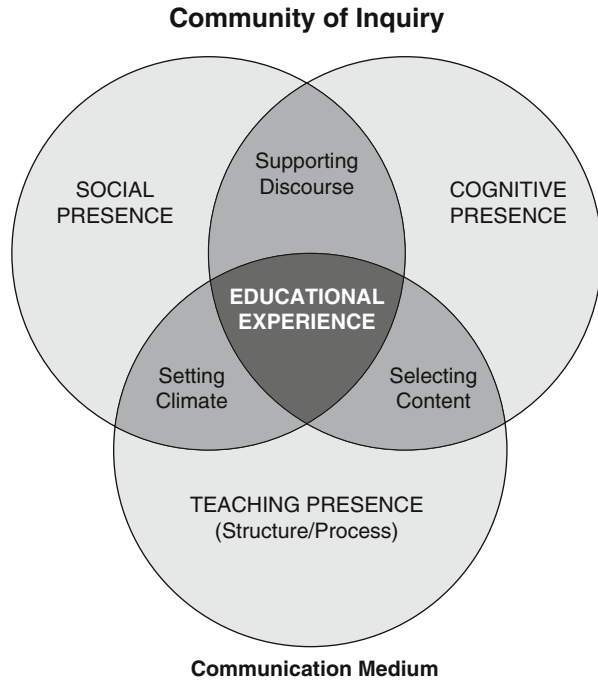 Community of Inquiry
Supporting
Discourse
SOCIAL
PRESENCE
COGNITIVE
PRESENCE
EDUCATIONAL
EXPERIENCE
Setting
Climate
Selecting
Content
TEACHING PRESENCE
(Structure/Process)
Communication Medium